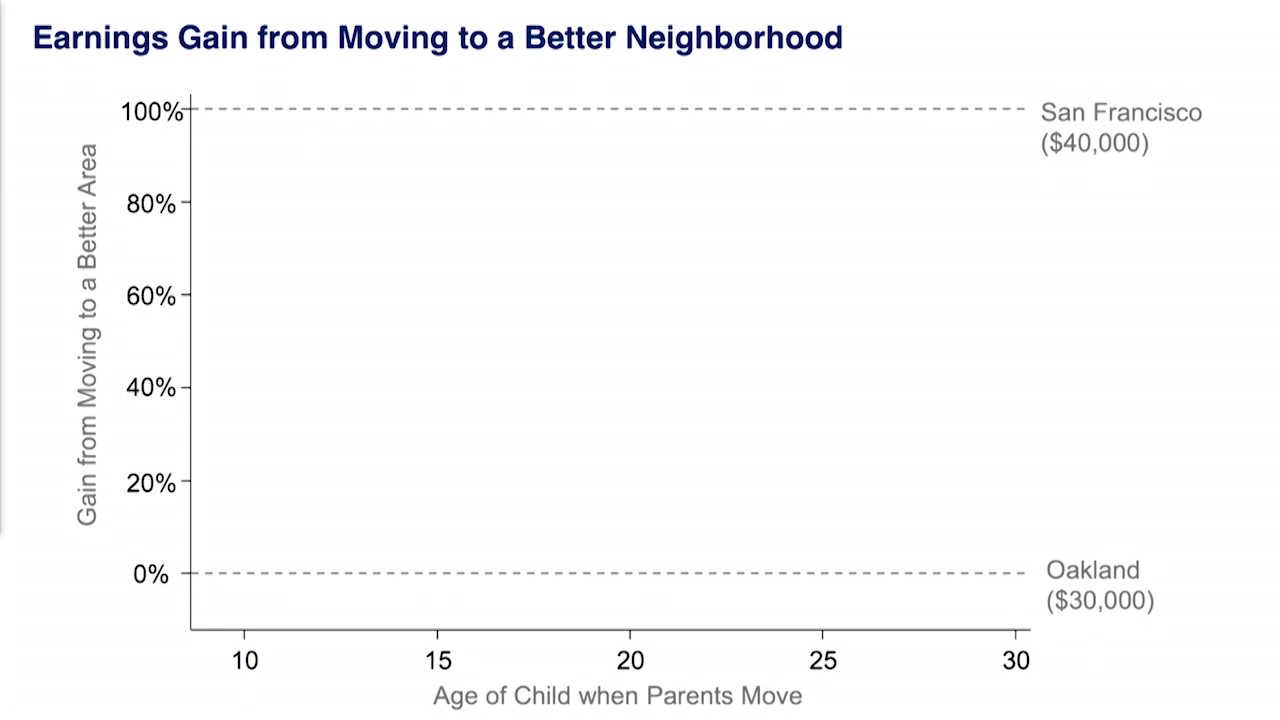 Earnings Gain from Moving to a Better Neighborhood
Gain from Moving to a Better Area
100%
80%
60%
40%
20%
0%
San Francisco
($40,000)
Oakland
($30,000)
10
15
20
25
30
Age of Child when Parents Move